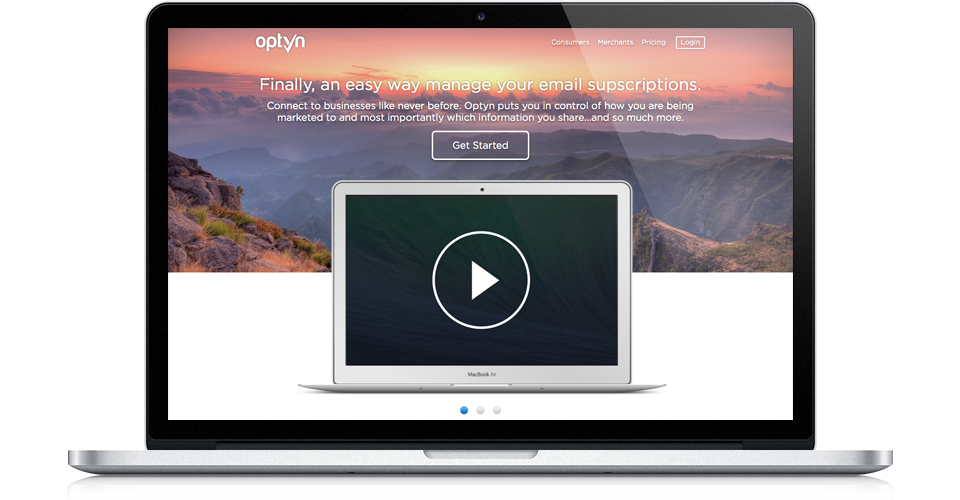 optyn
Consumers Merchants Pricing Login
Finally, an easy way manage your email supscriptions.
Connect to businesses like never before. Optyn puts you in control of how you are being
marketed to and most importantly which information you share...and so much more.
Get Started
MacBook Air